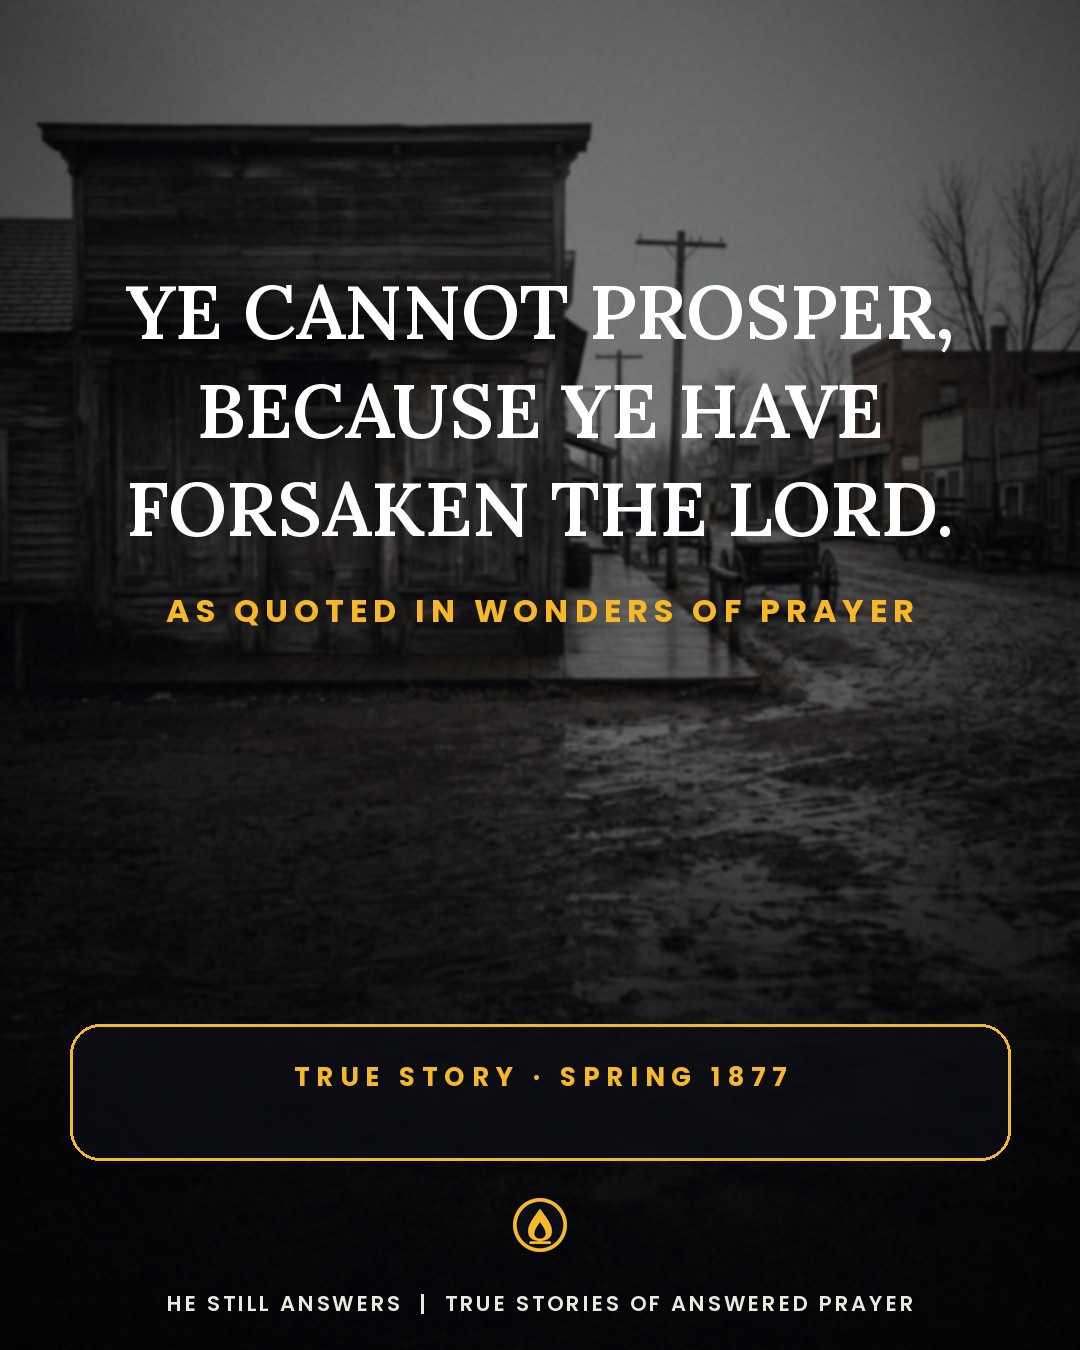 YE CANNOT PROSPER,
BECAUSE YE HAVE
FORSAKEN THE LORD.
AS QUOTED IN WONDERS OF PRAYER
TRUE STORY · SPRING 1877
HE STILL ANSWERS | TRUE STORIES OF ANSWERED PRAYER